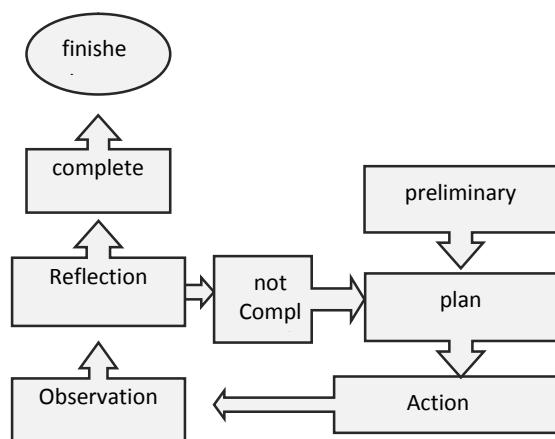 finishe
complete
preliminary
Reflection
not
Compl
plan
Observation
Action